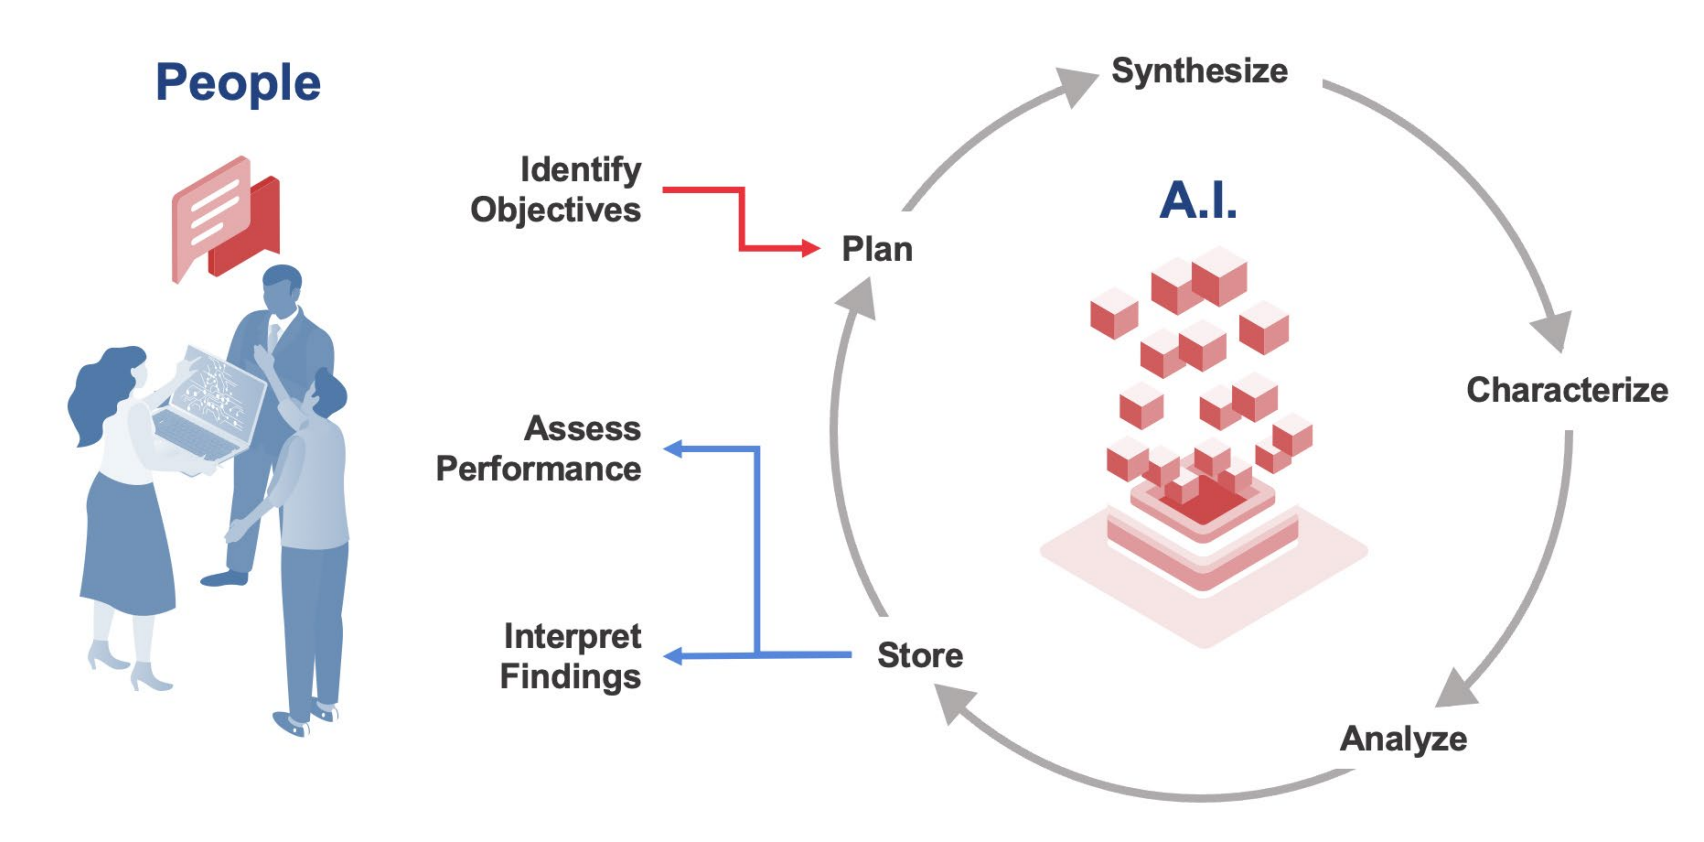 People
Identify
Objectives
Assess
Performance
Interpret
Findings
A.I.
Plan
Synthesize
Characterize
Analyze
Store